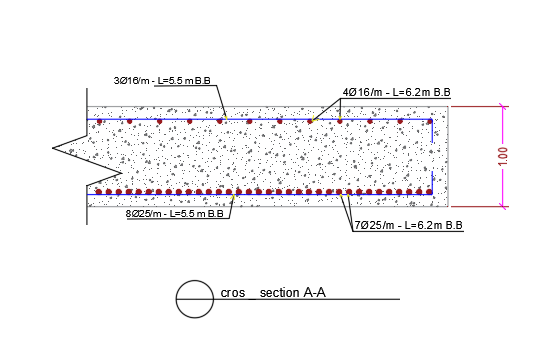 3Ø16/m - L=5.5 m B.B
4Ø16/m - L=6.2m B.B
1.00
8Ø25/m - L=5.5 m B.B
7Ø25/m - L=6.2m B.B
cros _ section A-A